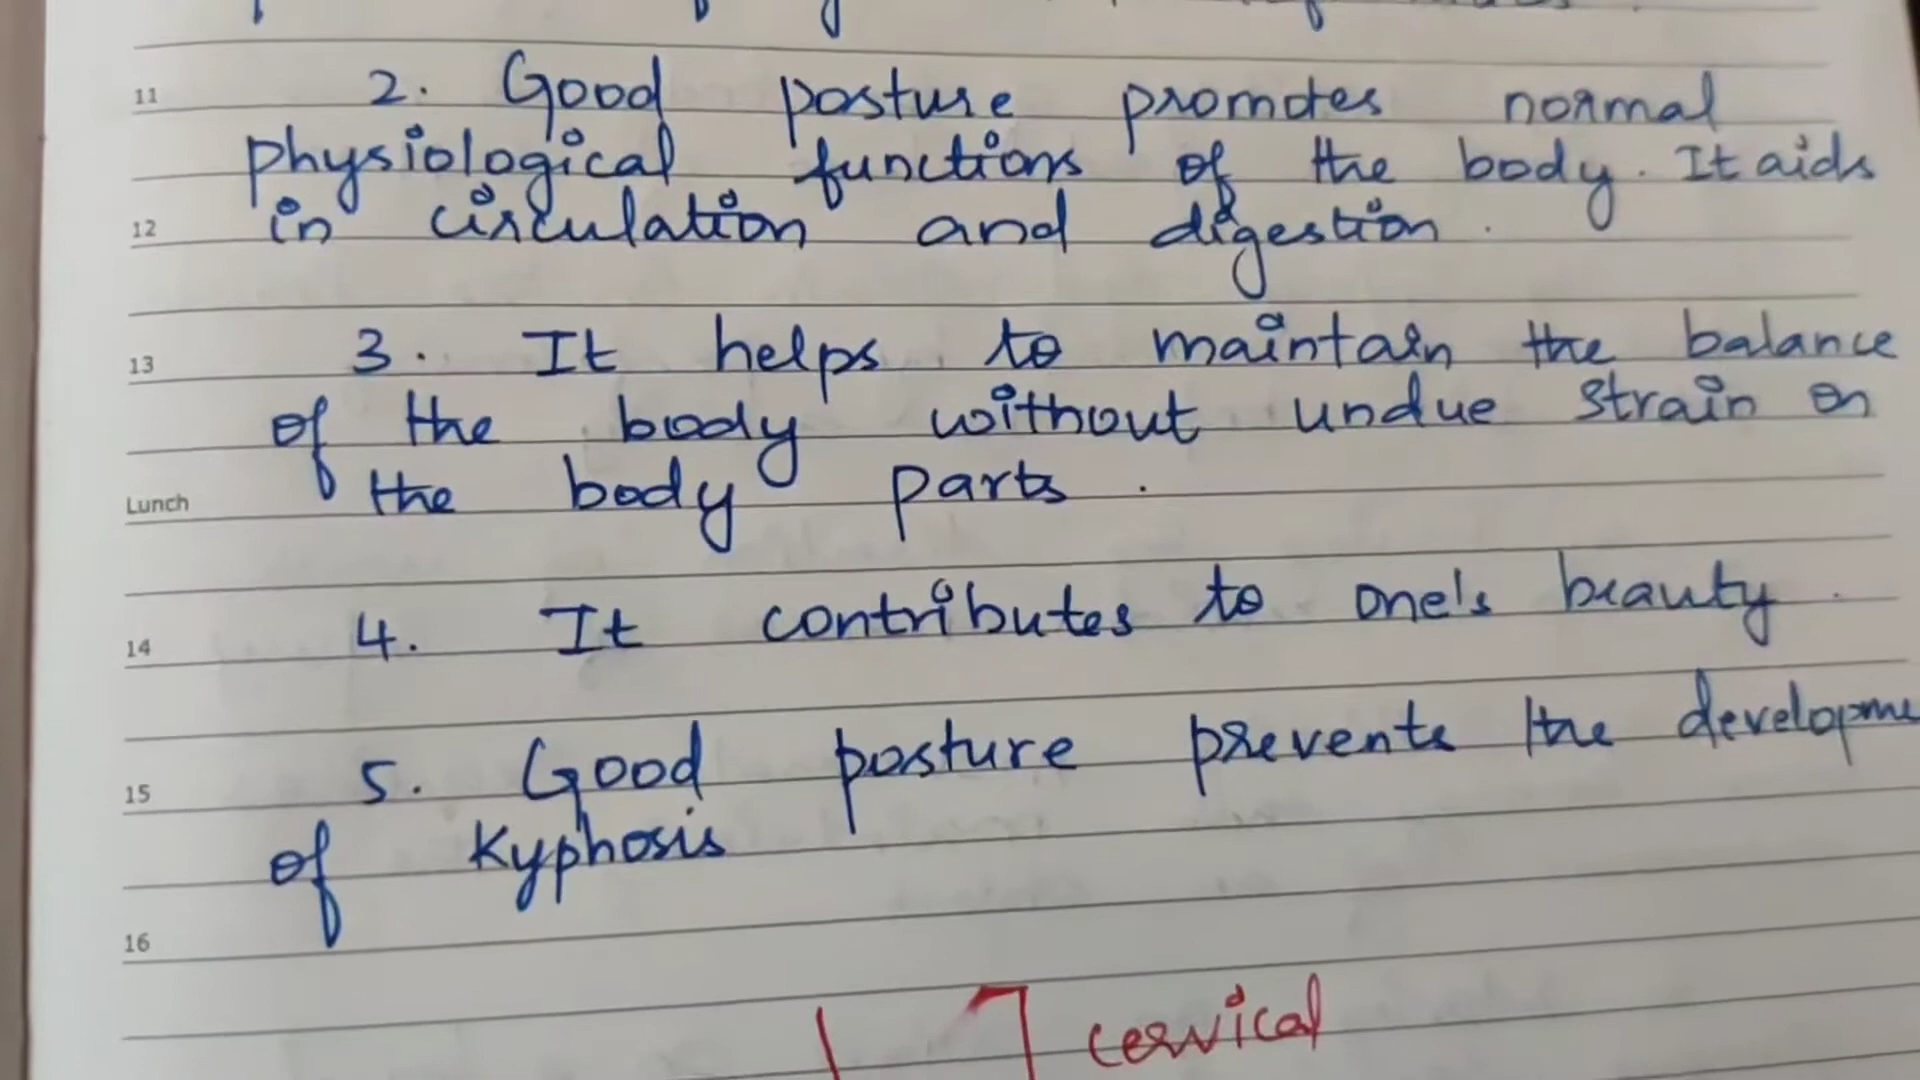 11 2. Good posture promotes normal
physiological functions of the body. It aids
12 in circulation and digestion.
13 3. It helps to maintain the balance
of the body without undue strain on
Lunch the body parts.
14 4. It contributes to one's beauty.
15 5. Good posture prevents the developme
of Kyphosis
16
cervical